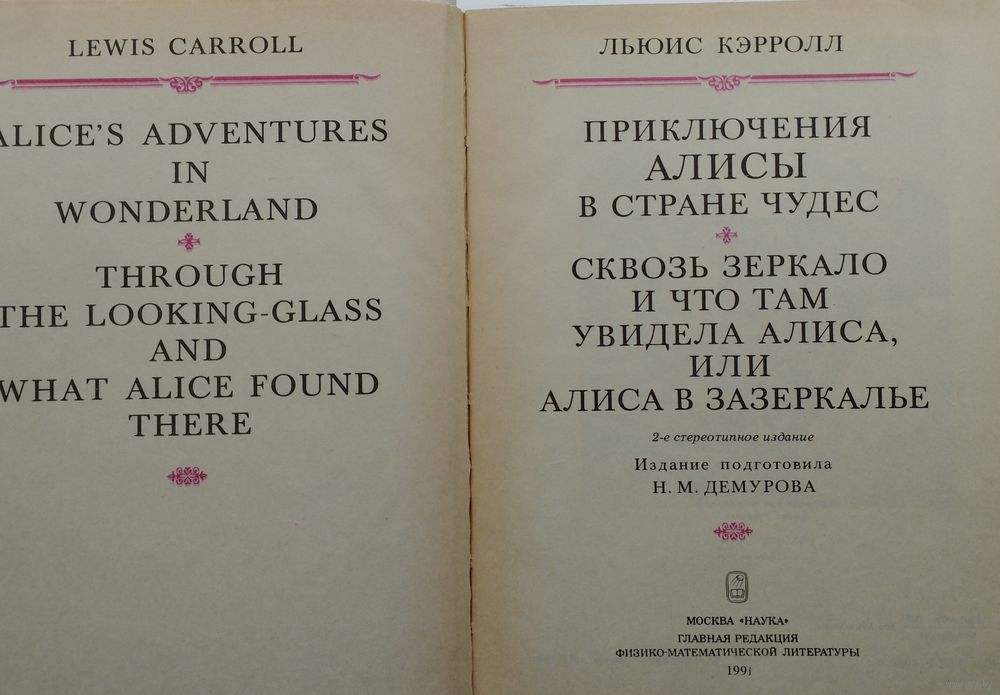 LEWIS CARROLL
ALICE'S ADVENTURES
IN
WONDERLAND
THROUGH
THE LOOKING-GLASS
AND
WHAT ALICE FOUND
THERE
ЛЬЮИС КЭРРОЛЛ
ПРИКЛЮЧЕНИЯ
АЛИСЫ
В СТРАНЕ ЧУДЕС
СКВОЗЬ ЗЕРКАЛО
И ЧТО ТАМ
УВИДЕЛА АЛИСА,
ИЛИ
АЛИСА В ЗАЗЕРКАЛЬЕ
2-е стереотипное издание
Издание подготовила
Н. М. ДЕМУРОВА
МОСКВА «НАУКА»
ГЛАВНАЯ РЕДАКЦИЯ
ФИЗИКО-МАТЕМАТИЧЕСКОЙ ЛИТЕРАТУРЫ
1991